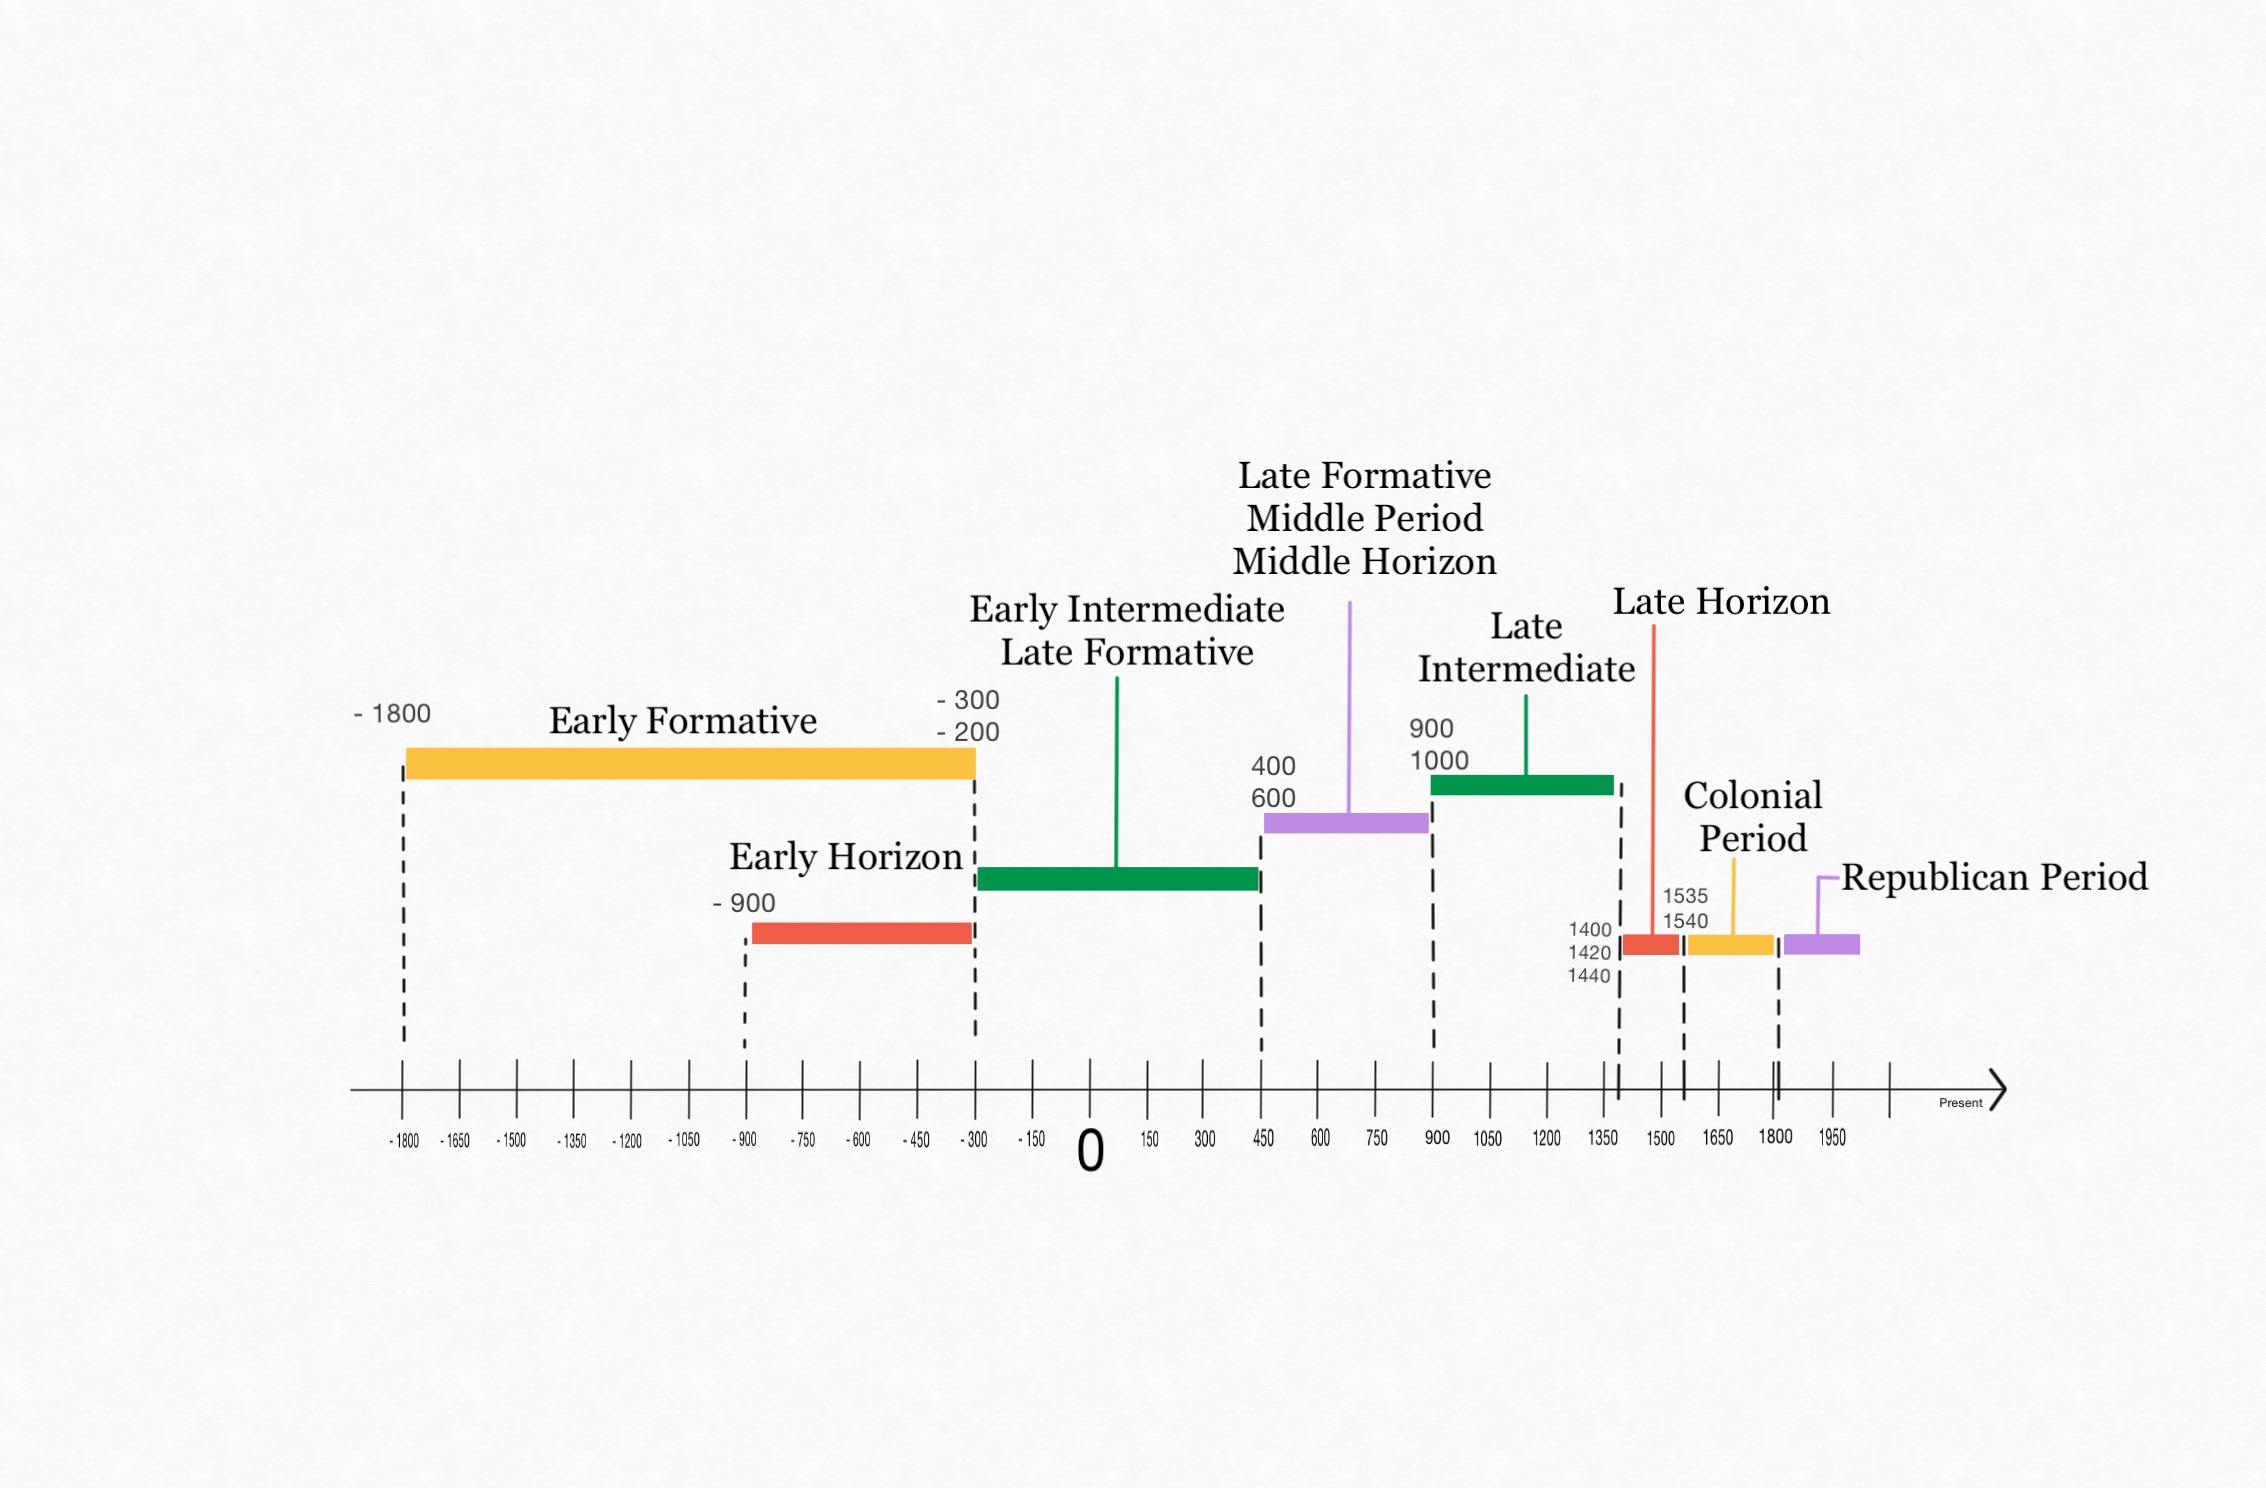 Late Formative
Middle Period
Middle Horizon
Early Intermediate
Late Formative
Late Horizon
Late
Intermediate
- 1800
Early Formative
- 300
- 200
900
1000
400
600
Colonial
Period
Early Horizon
- 900
Republican Period
1535
1540
1400
1420
1440
Present
- 1800 - 1650 - 1500 - 1350 - 1200 - 1050 - 900 - 750 - 600 - 450 - 300 - 150 0 150 300 450 600 750 900 1050 1200 1350 1500 1650 1800 1950